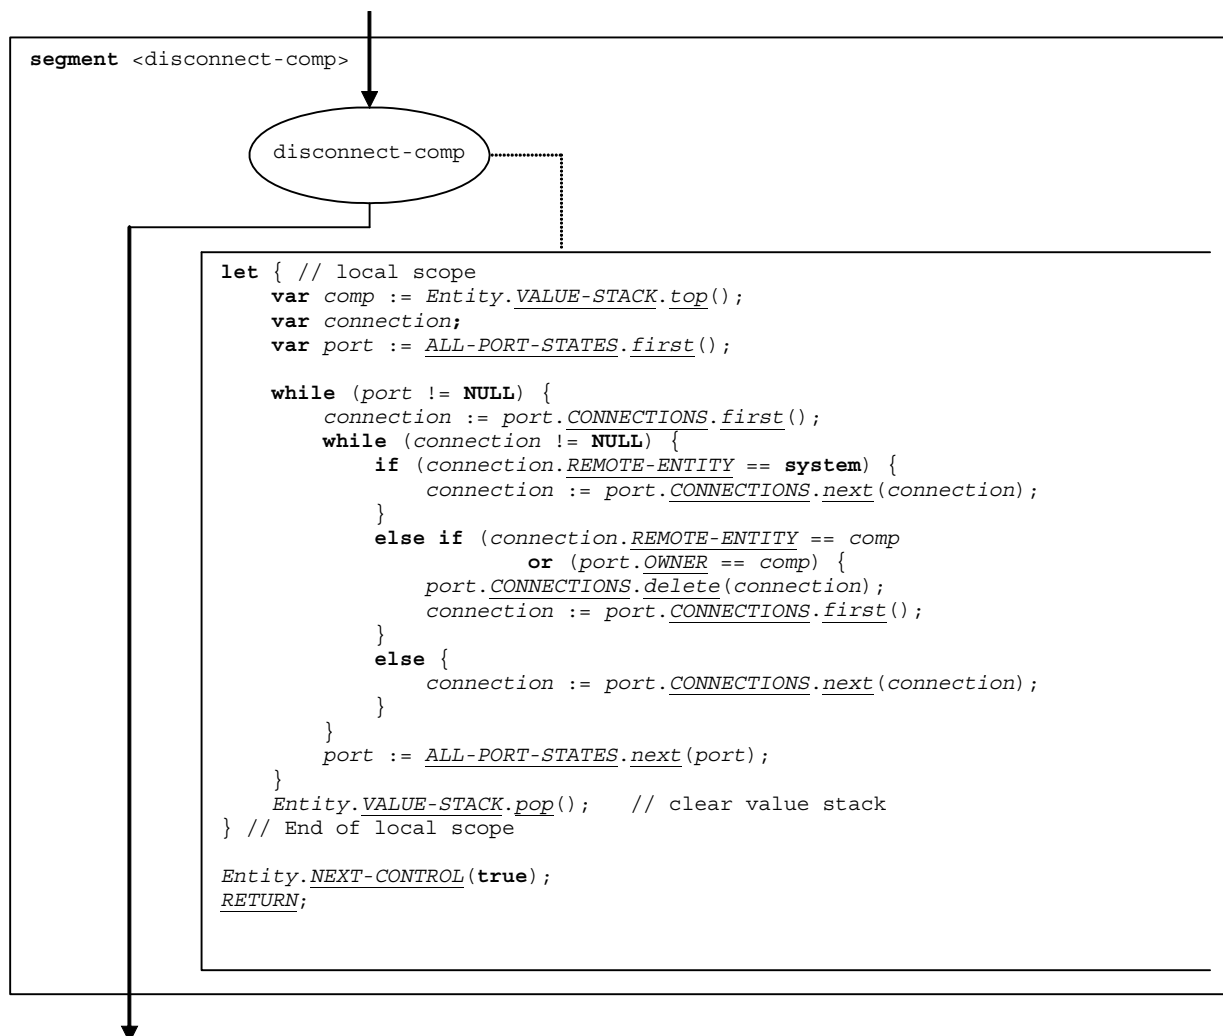 segment <disconnect-comp>
disconnect-comp
let { // local scope
    var comp := Entity.VALUE-STACK.top();
    var connection;
    var port := ALL-PORT-STATES.first();
    while (port != NULL) {
        connection := port.CONNECTIONS.first();
        while (connection != NULL) {
            if (connection.REMOTE-ENTITY == system) {
                connection := port.CONNECTIONS.next(connection);
            }
            else if (connection.REMOTE-ENTITY == comp
                        or (port.OWNER == comp) {
                port.CONNECTIONS.delete(connection);
                connection := port.CONNECTIONS.first();
            }
            else {
                connection := port.CONNECTIONS.next(connection);
            }
        }
        port := ALL-PORT-STATES.next(port);
    }
    Entity.VALUE-STACK.pop();   // clear value stack
} // End of local scope
Entity.NEXT-CONTROL(true);
RETURN;